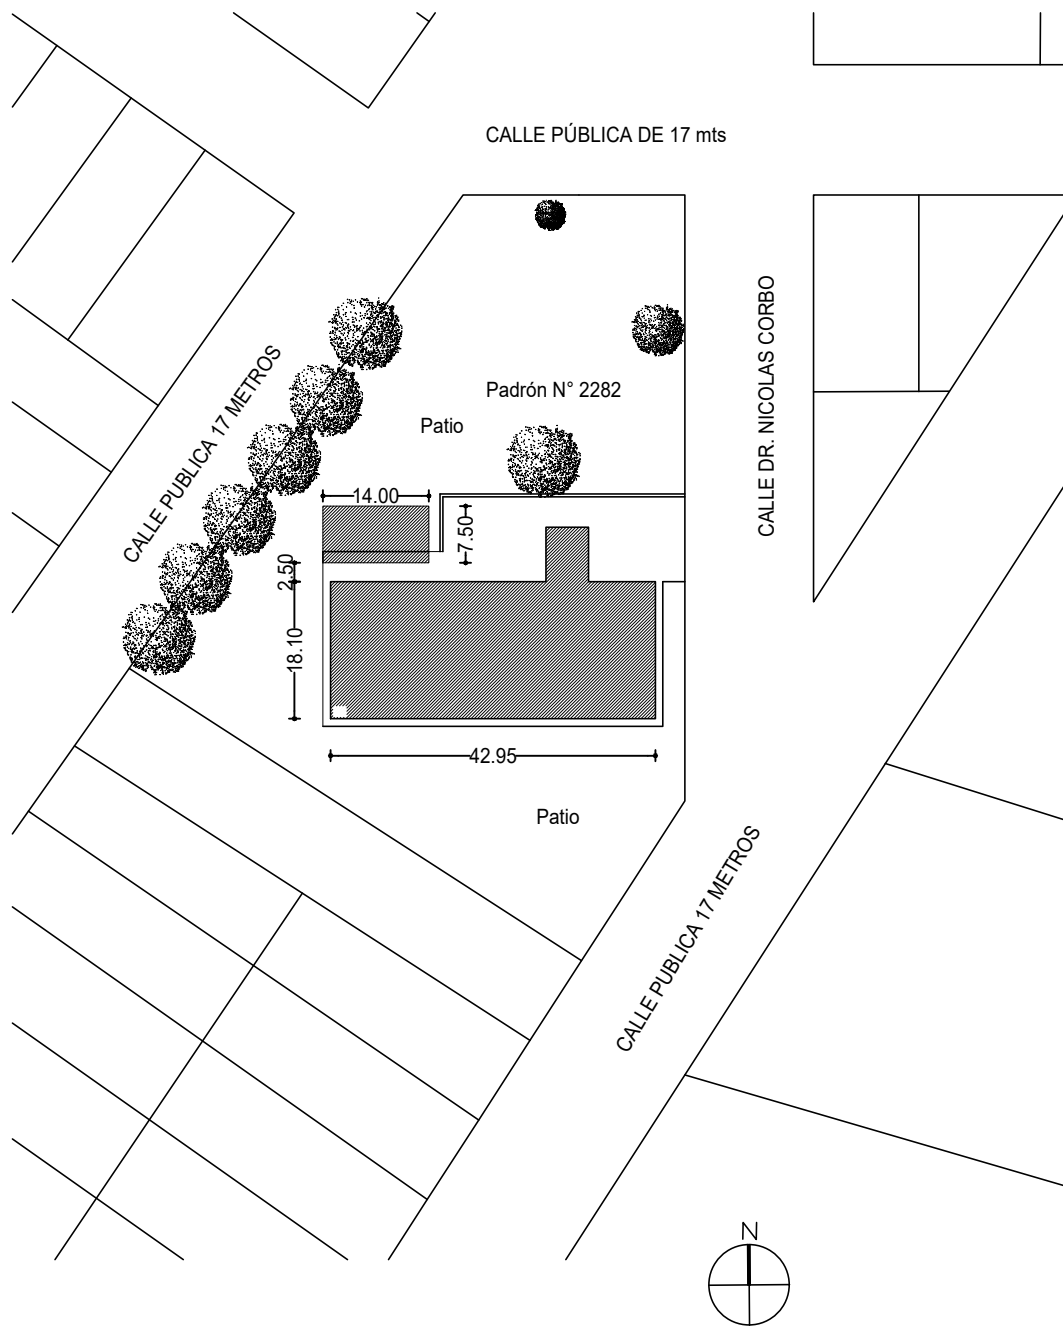 CALLE PÚBLICA DE 17 mts
CALLE DR. NICOLAS CORBO
CALLE PUBLICA 17 METROS
Padrón N° 2282
Patio
14.00
7.50
2.50
18.10
42.95
Patio
CALLE PUBLICA 17 METROS
N